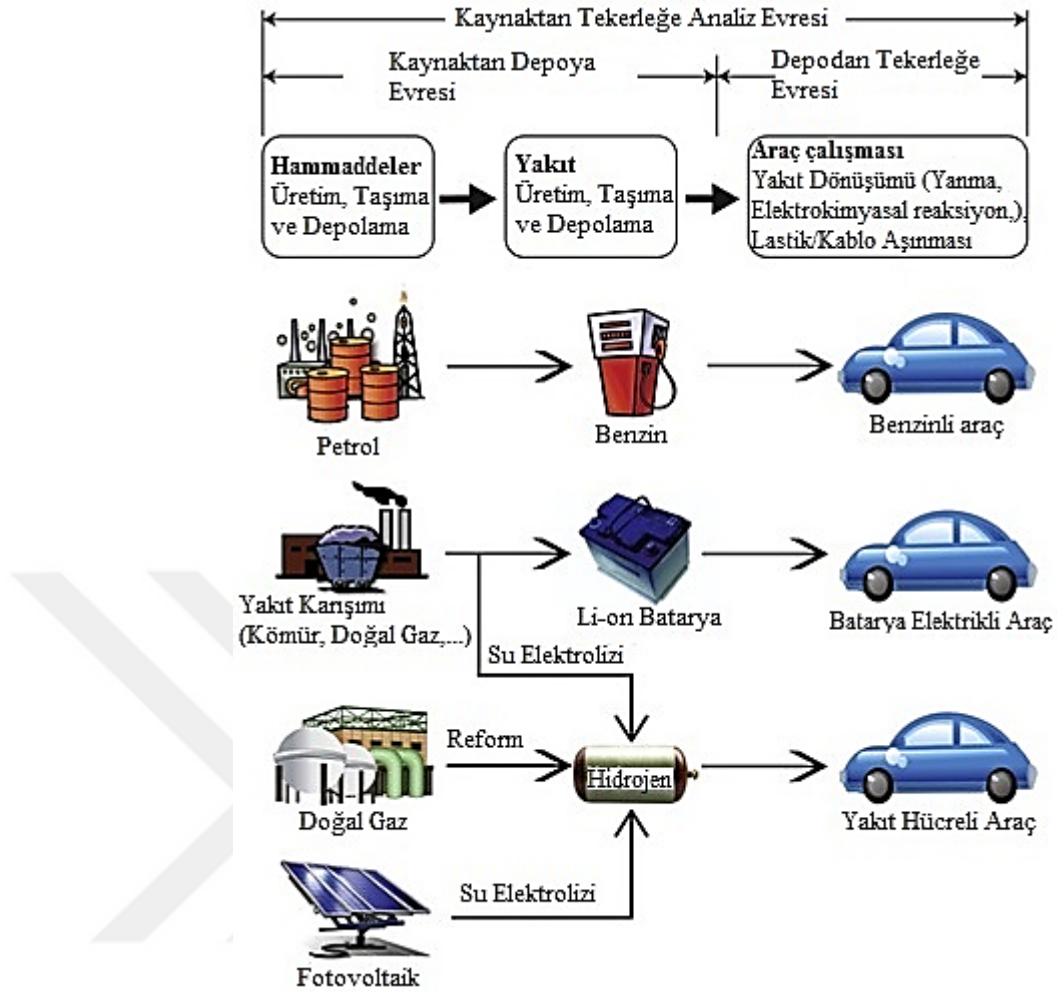 Kaynaktan Tekerleğe Analiz Evresi
Kaynaktan Depoya
Evresi
Depodan Tekerleğe
Evresi
Hammaddeler
Üretim, Taşıma
ve Depolama
Yakıt
Üretim, Taşıma
ve Depolama
Araç çalışması
Yakıt Dönüşümü (Yanma,
Elektrokimyasal reaksiyon,),
Lastik/Kablo Aşınması
Petrol
Benzin
Benzinli araç
Yakıt Karışımı
(Kömür, Doğal Gaz,...)
Li-on Batarya
Batarya Elektrikli Araç
Su Elektrolizi
Reform
Hidrojen
Doğal Gaz
Yakıt Hücreli Araç
Su Elektrolizi
Fotovoltaik